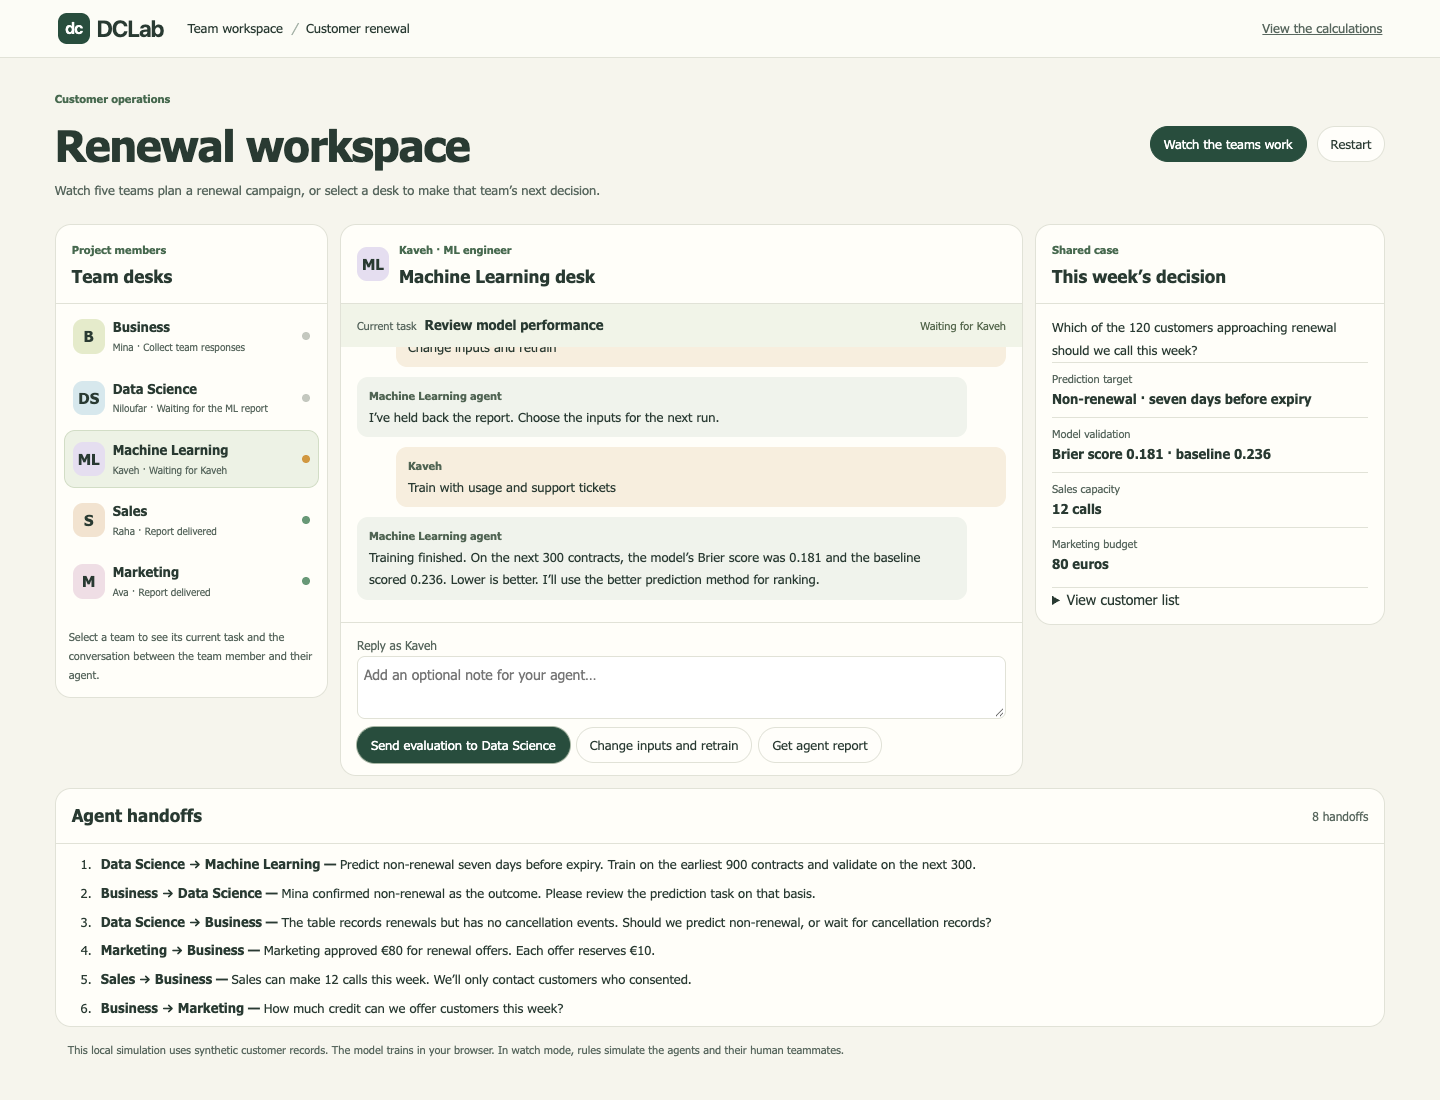 dc DCLab Team workspace / Customer renewal View the calculations
Customer operations
Renewal workspace
Watch the teams work Restart
Watch five teams plan a renewal campaign, or select a desk to make that team’s next decision.
Project members
Team desks
B Business
Mina · Collect team responses
DS Data Science
Niloufar · Waiting for the ML report
ML Machine Learning
Kaveh · Waiting for Kaveh
S Sales
Raha · Report delivered
M Marketing
Ava · Report delivered
Select a team to see its current task and the
conversation between the team member and their
agent.
ML Kaveh · ML engineer
Machine Learning desk
Current task Review model performance Waiting for Kaveh
Change inputs and retrain
Machine Learning agent
I’ve held back the report. Choose the inputs for the next run.
Kaveh
Train with usage and support tickets
Machine Learning agent
Training finished. On the next 300 contracts, the model’s Brier score was 0.181 and the baseline
scored 0.236. Lower is better. I’ll use the better prediction method for ranking.
Reply as Kaveh
Add an optional note for your agent…
Send evaluation to Data Science Change inputs and retrain Get agent report
Shared case
This week’s decision
Which of the 120 customers approaching renewal
should we call this week?
Prediction target
Non-renewal · seven days before expiry
Model validation
Brier score 0.181 · baseline 0.236
Sales capacity
12 calls
Marketing budget
80 euros
▶ View customer list
Agent handoffs 8 handoffs
1. Data Science → Machine Learning — Predict non-renewal seven days before expiry. Train on the earliest 900 contracts and validate on the next 300.
2. Business → Data Science — Mina confirmed non-renewal as the outcome. Please review the prediction task on that basis.
3. Data Science → Business — The table records renewals but has no cancellation events. Should we predict non-renewal, or wait for cancellation records?
4. Marketing → Business — Marketing approved €80 for renewal offers. Each offer reserves €10.
5. Sales → Business — Sales can make 12 calls this week. We’ll only contact customers who consented.
6. Business → Marketing — How much credit can we offer customers this week?
This local simulation uses synthetic customer records. The model trains in your browser. In watch mode, rules simulate the agents and their human teammates.